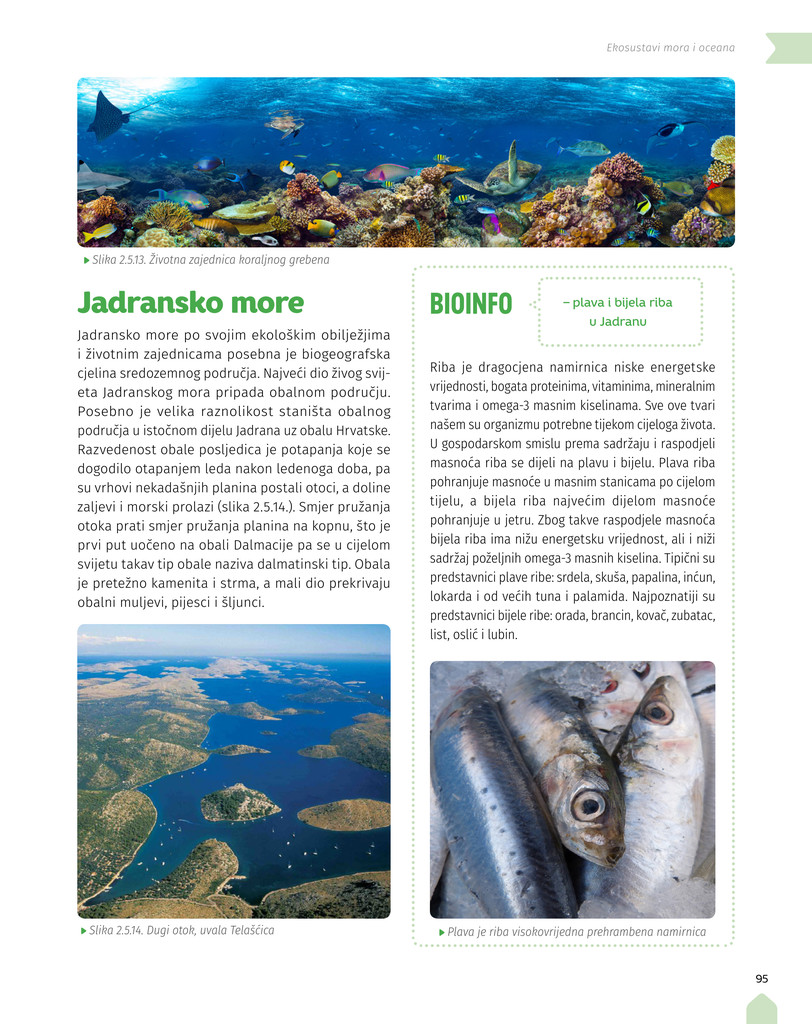 Ekosustavi mora i oceana
Slika 2.5.13. Životna zajednica koraljnog grebena
Jadransko more
Jadransko more po svojim ekološkim obilježjima
i životnim zajednicama posebna je biogeografska
cjelina sredozemnog područja. Najveći dio živog svij-
eta Jadranskog mora pripada obalnom području.
Posebno je velika raznolikost staništa obalnog
područja u istočnom dijelu Jadrana uz obalu Hrvatske.
Razvedenost obale posljedica je potapanja koje se
dogodilo otapanjem leda nakon ledenoga doba, pa
su vrhovi nekadašnjih planina postali otoci, a doline
zaljevi i morski prolazi (slika 2.5.14.). Smjer pružanja
otoka prati smjer pružanja planina na kopnu, što je
prvi put uočeno na obali Dalmacije pa se u cijelom
svijetu takav tip obale naziva dalmatinski tip. Obala
je pretežno kamenita i strma, a mali dio prekrivaju
obalni muljevi, pijesci i šljunci.
Slika 2.5.14. Dugi otok, uvala Telašćica
BIOINFO
– plava i bijela riba
u Jadranu
Riba je dragocjena namirnica niske energetske
vrijednosti, bogata proteinima, vitaminima, mineralnim
tvarima i omega-3 masnim kiselinama. Sve ove tvari
našem su organizmu potrebne tijekom cijeloga života.
U gospodarskom smislu prema sadržaju i raspodjeli
masnoća riba se dijeli na plavu i bijelu. Plava riba
pohranjuje masnoće u masnim stanicama po cijelom
tijelu, a bijela riba najvećim dijelom masnoće
pohranjuje u jetru. Zbog takve raspodjele masnoća
bijela riba ima nižu energetsku vrijednost, ali i niži
sadržaj poželjnih omega-3 masnih kiselina. Tipični su
predstavnici plave ribe: srdela, skuša, papalina, inćun,
lokarda i od većih tuna i palamida. Najpoznatiji su
predstavnici bijele ribe: orada, brancin, kovač, zubatac,
list, oslić i lubin.
Plava je riba visokovrijedna prehrambena namirnica
95